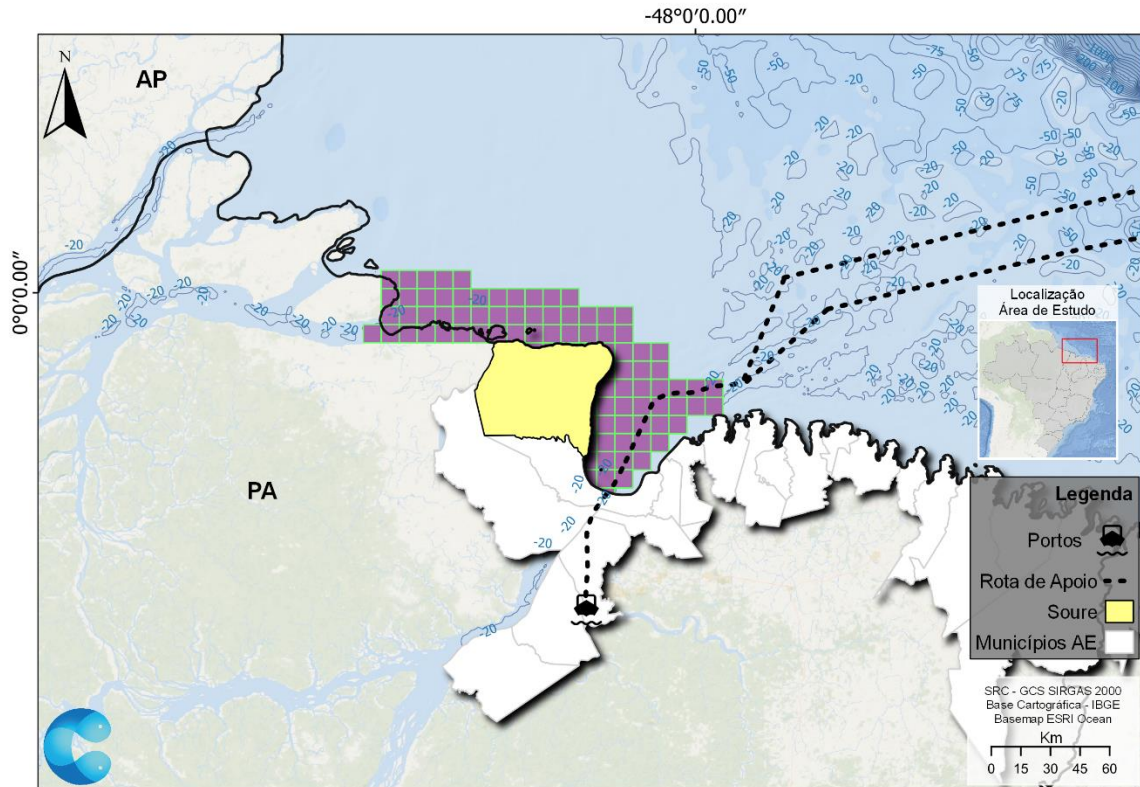 -48°0'0.00"
N
AP
0°0'0.00"
PA
-20
-50
-75
-100
-200
-1000
Localização
Área de Estudo
Legenda
Portos
Rota de Apoio
Soure
Municípios AE
SRC - GCS SIRGAS 2000
Base Cartográfica - IBGE
Basemap ESRI Ocean
Km
0 15 30 45 60